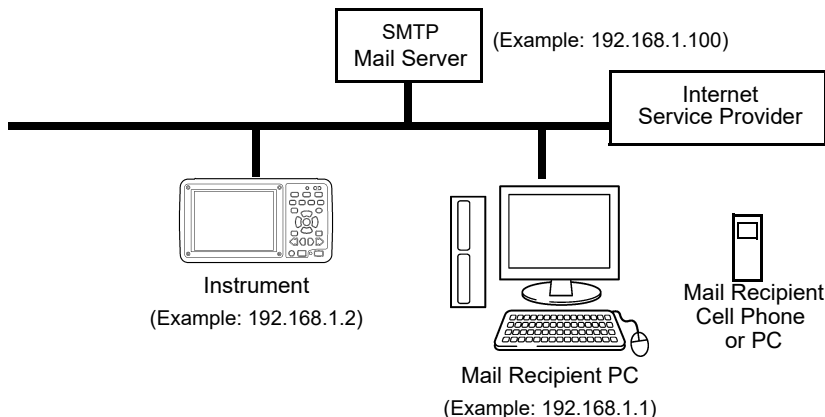 SMTP
Mail Server
(Example: 192.168.1.100)
Internet
Service Provider
Instrument
(Example: 192.168.1.2)
Mail Recipient PC
(Example: 192.168.1.1)
Mail Recipient
Cell Phone
or PC